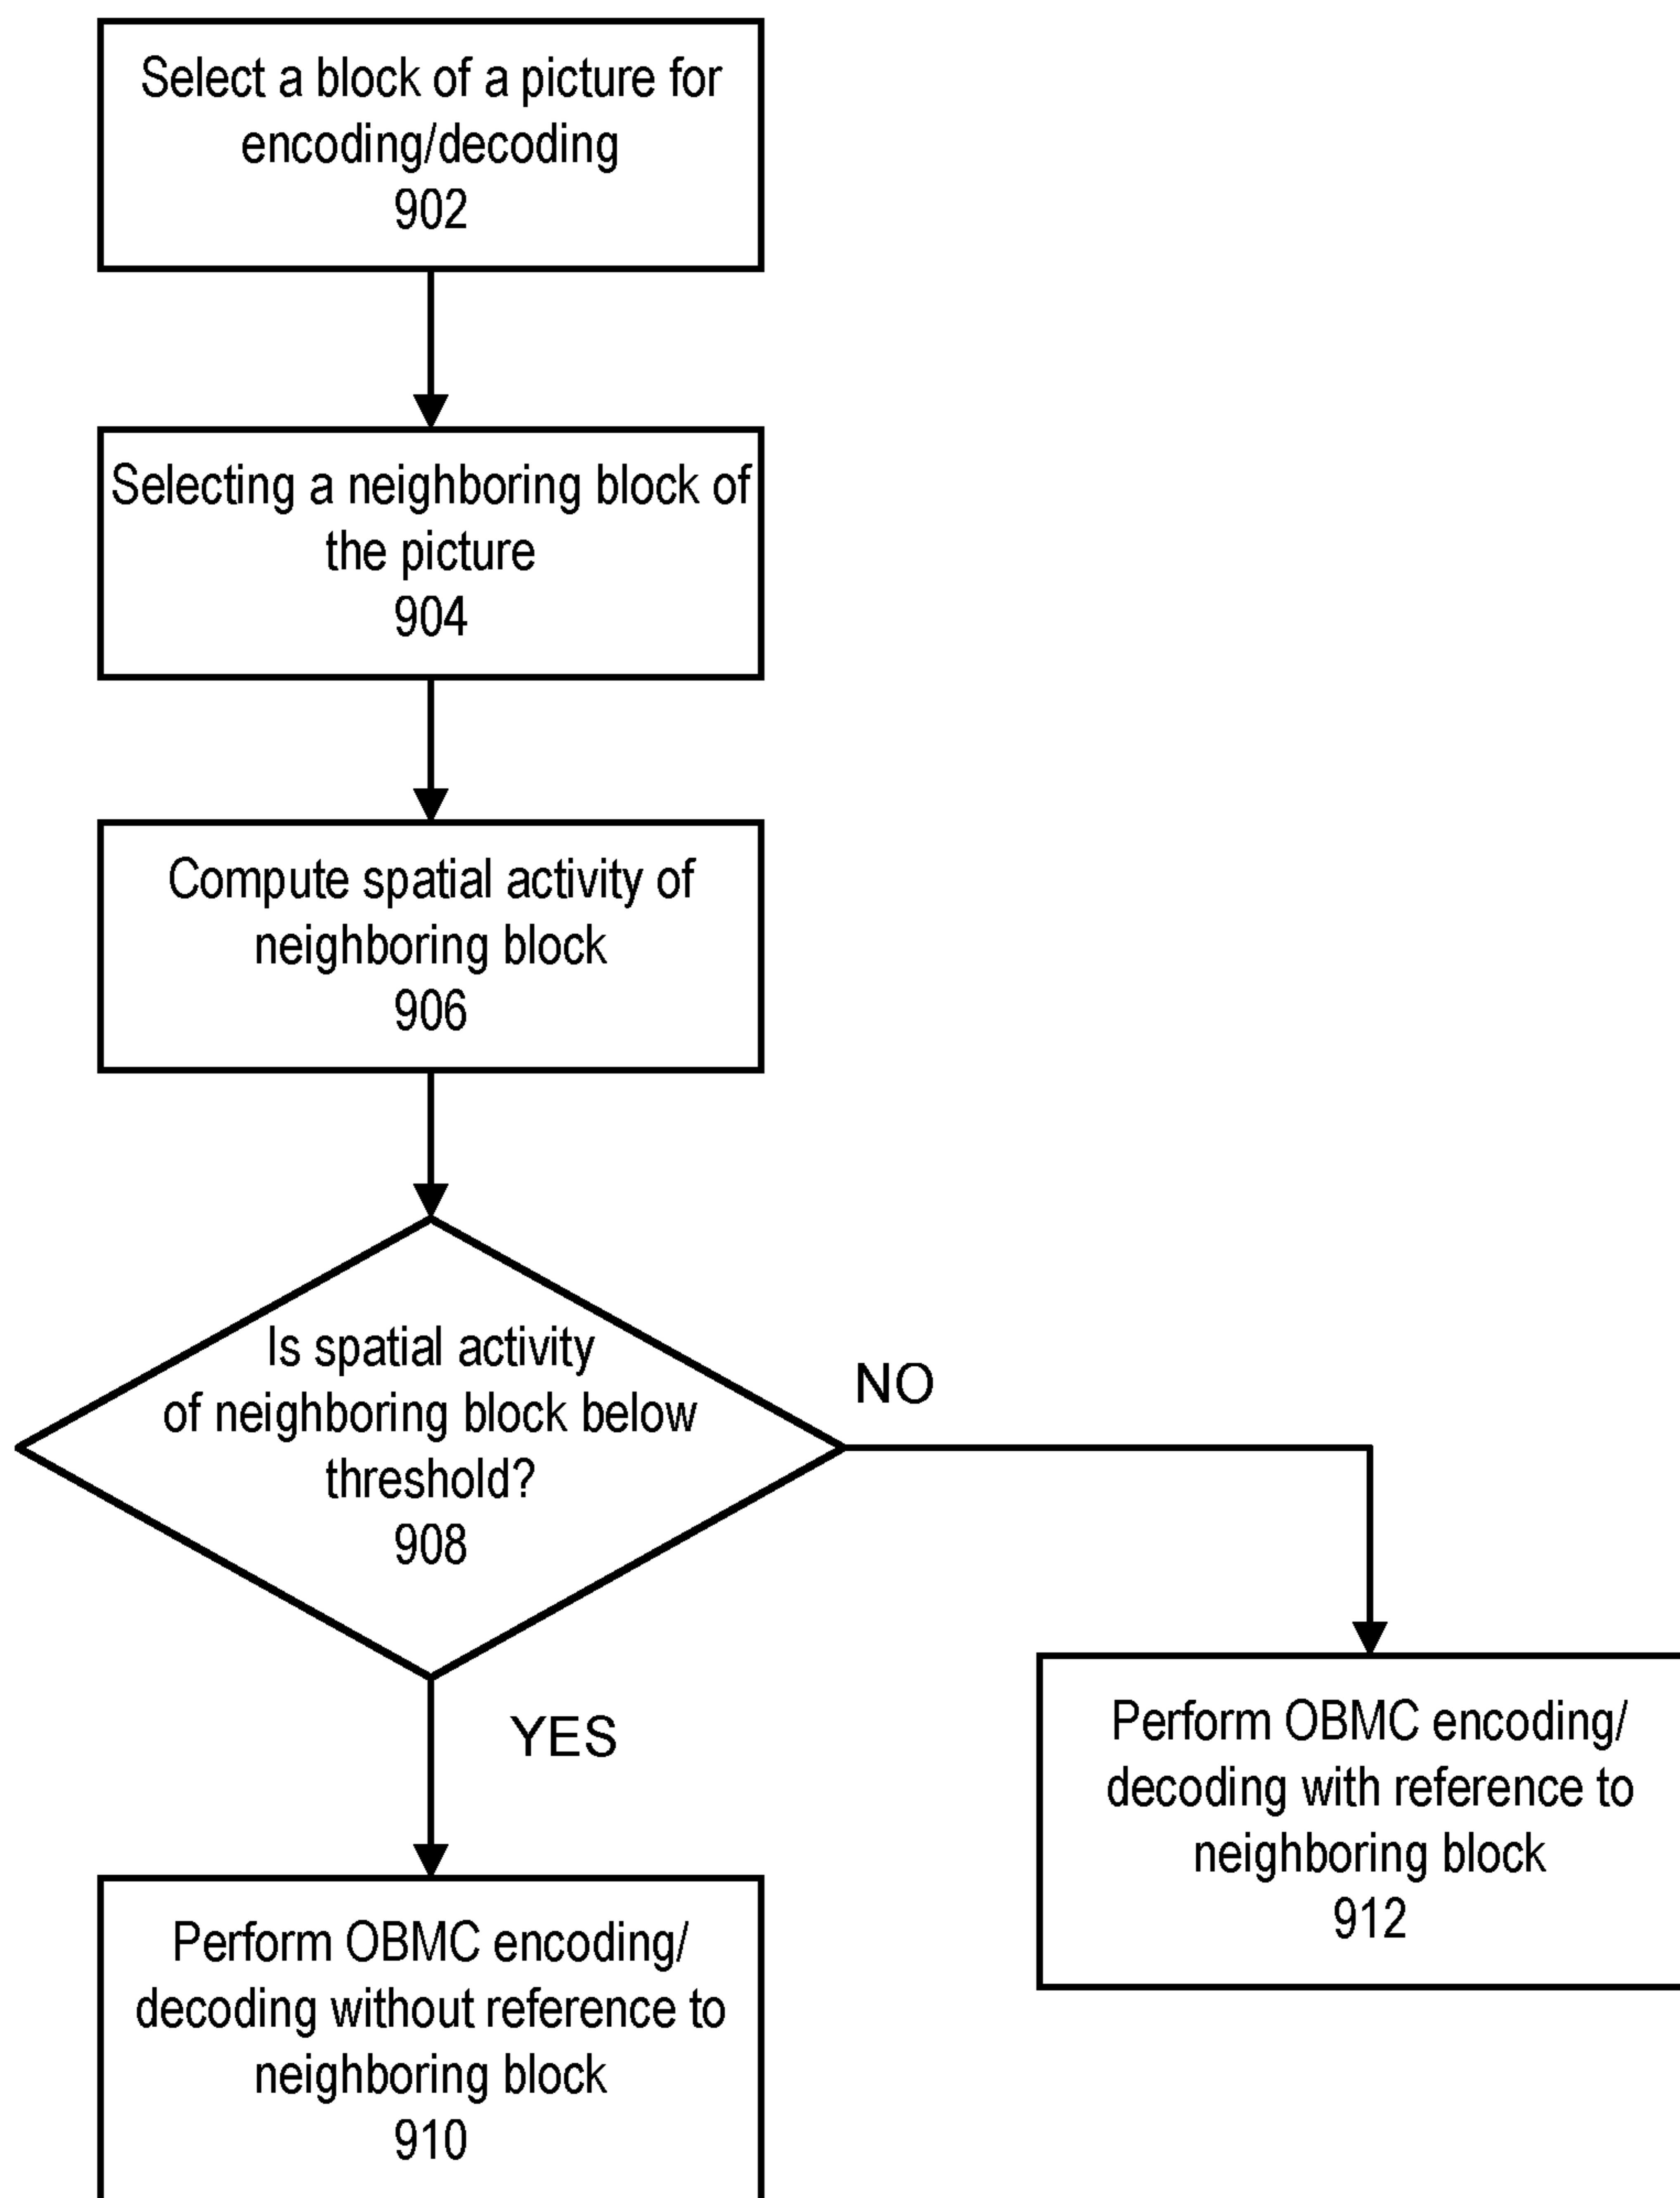 Select a block of a picture for
encoding/decoding
902
Selecting a neighboring block of
the picture
904
Compute spatial activity of
neighboring block
906
Is spatial activity
of neighboring block below
threshold?
908
NO
YES
Perform OBMC encoding/
decoding with reference to
neighboring block
912
Perform OBMC encoding/
decoding without reference to
neighboring block
910